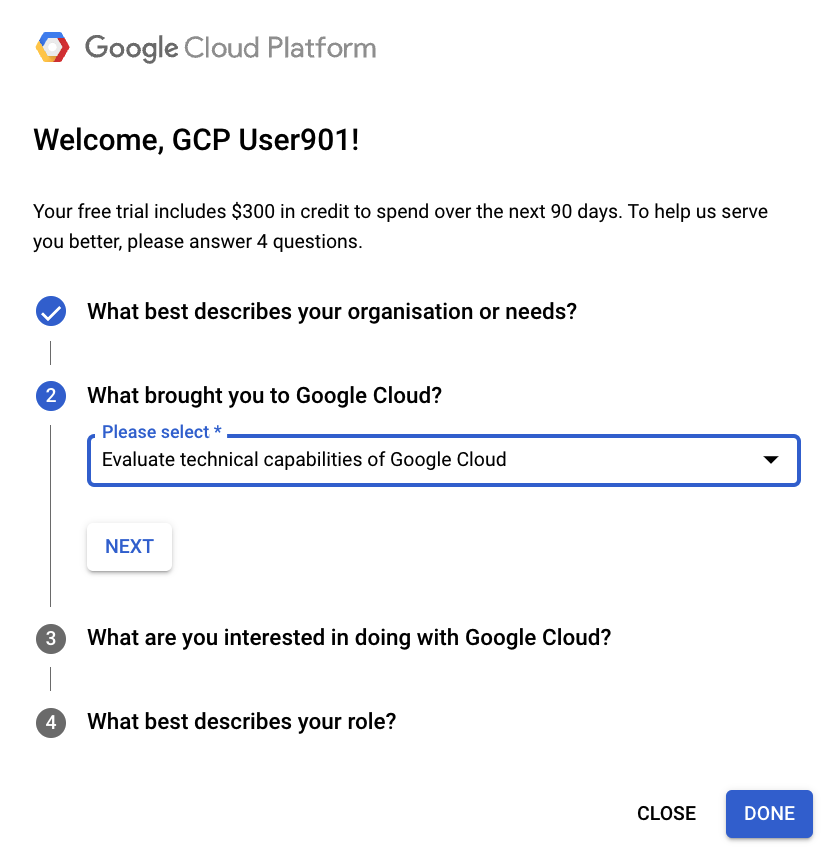 Google Cloud Platform
Welcome, GCP User901!
Your free trial includes $300 in credit to spend over the next 90 days. To help us serve
you better, please answer 4 questions.
What best describes your organisation or needs?
2 What brought you to Google Cloud?
Please select *
Evaluate technical capabilities of Google Cloud
NEXT
3 What are you interested in doing with Google Cloud?
4 What best describes your role?
CLOSE DONE